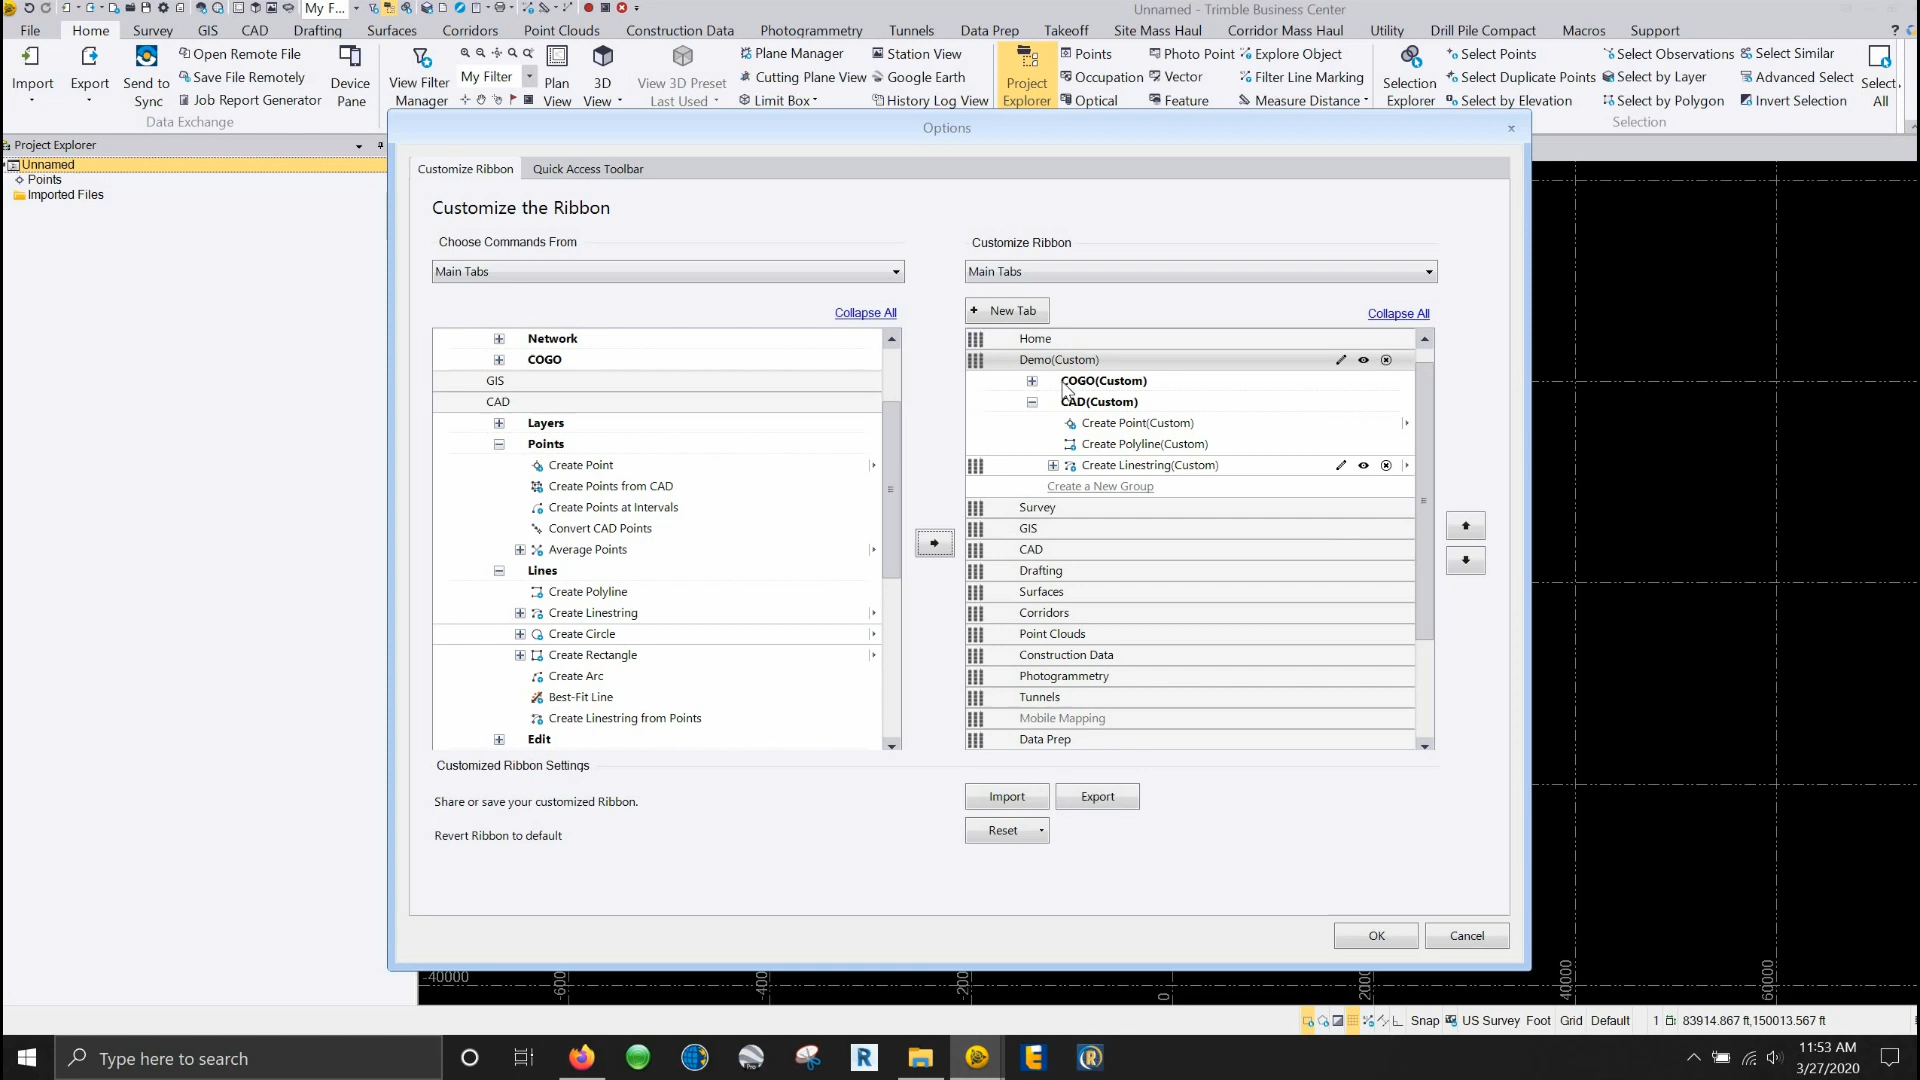 My F...
Unnamed - Trimble Business Center
File Home Survey GIS CAD Drafting Surfaces Corridors Point Clouds Construction Data Photogrammetry Tunnels Data Prep Takeoff Site Mass Haul Corridor Mass Haul Utility Drill Pile Compact Macros Support
Import
Export
Send to Sync
Open Remote File
Save File Remotely
Job Report Generator
Device Pane
Data Exchange
View Filter Manager
My Filter
Plan View
3D View
View 3D Preset Last Used
Plane Manager
Cutting Plane View
Limit Box
Station View
Google Earth
History Log View
Project Explorer
Points
Occupation
Optical
Photo Point
Vector
Feature
Explore Object
Filter Line Marking
Measure Distance
Selection Explorer
Select Points
Select Duplicate Points
Select by Elevation
Select Observations
Select by Layer
Select by Polygon
Select Similar
Advanced Select
Invert Selection
Select All
Selection
Project Explorer
Unnamed
Points
Imported Files
Options
x
Customize Ribbon Quick Access Toolbar
Customize the Ribbon
Choose Commands From
Main Tabs
Collapse All
Network
COGO
GIS
CAD
Layers
Points
Create Point
Create Points from CAD
Create Points at Intervals
Convert CAD Points
Average Points
Lines
Create Polyline
Create Linestring
Create Circle
Create Rectangle
Create Arc
Best-Fit Line
Create Linestring from Points
Edit
Customize Ribbon
Main Tabs
+ New Tab
Collapse All
Home
Demo(Custom)
COGO(Custom)
CAD(Custom)
Create Point(Custom)
Create Polyline(Custom)
Create Linestring(Custom)
Create a New Group
Survey
GIS
CAD
Drafting
Surfaces
Corridors
Point Clouds
Construction Data
Photogrammetry
Tunnels
Mobile Mapping
Data Prep
Customized Ribbon Settings
Share or save your customized Ribbon.
Import Export
Revert Ribbon to default
Reset
OK Cancel
-40000
0
40000
60000
Snap US Survey Foot Grid Default 1 83914.867 ft,150013.567 ft
Type here to search
11:53 AM
3/27/2020